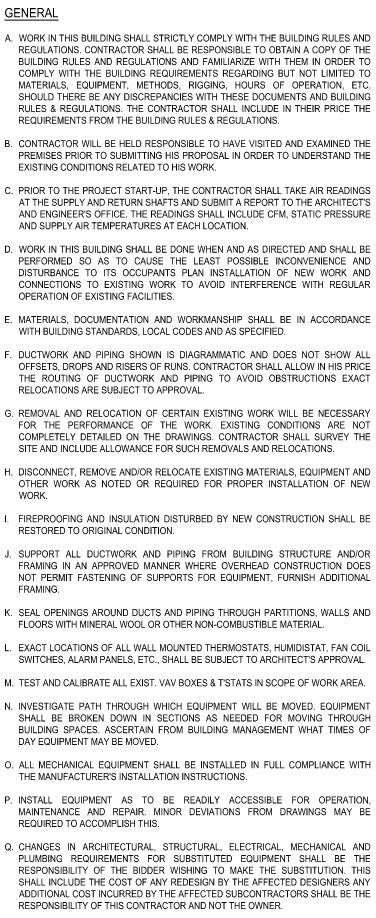 GENERAL
A. WORK IN THIS BUILDING SHALL STRICTLY COMPLY WITH THE BUILDING RULES AND
REGULATIONS. CONTRACTOR SHALL BE RESPONSIBLE TO OBTAIN A COPY OF THE
BUILDING RULES AND REGULATIONS AND FAMILIARIZE WITH THEM IN ORDER TO
COMPLY WITH THE BUILDING REQUIREMENTS REGARDING BUT NOT LIMITED TO
MATERIALS, EQUIPMENT, METHODS, RIGGING, HOURS OF OPERATION, ETC.
SHOULD THERE BE ANY DISCREPANCIES WITH THESE DOCUMENTS AND BUILDING
RULES & REGULATIONS. THE CONTRACTOR SHALL INCLUDE IN THEIR PRICE THE
REQUIREMENTS FROM THE BUILDING RULES & REGULATIONS.
B. CONTRACTOR WILL BE HELD RESPONSIBLE TO HAVE VISITED AND EXAMINED THE
PREMISES PRIOR TO SUBMITTING HIS PROPOSAL IN ORDER TO UNDERSTAND THE
EXISTING CONDITIONS RELATED TO HIS WORK.
C. PRIOR TO THE PROJECT START-UP, THE CONTRACTOR SHALL TAKE AIR READINGS
AT THE SUPPLY AND RETURN SHAFTS AND SUBMIT A REPORT TO THE ARCHITECT'S
AND ENGINEER'S OFFICE. THE READINGS SHALL INCLUDE CFM, STATIC PRESSURE
AND SUPPLY AIR TEMPERATURES AT EACH LOCATION.
D. WORK IN THIS BUILDING SHALL BE DONE WHEN AND AS DIRECTED AND SHALL BE
PERFORMED SO AS TO CAUSE THE LEAST POSSIBLE INCONVENIENCE AND
DISTURBANCE TO ITS OCCUPANTS PLAN INSTALLATION OF NEW WORK AND
CONNECTIONS TO EXISTING WORK TO AVOID INTERFERENCE WITH REGULAR
OPERATION OF EXISTING FACILITIES.
E. MATERIALS, DOCUMENTATION AND WORKMANSHIP SHALL BE IN ACCORDANCE
WITH BUILDING STANDARDS, LOCAL CODES AND AS SPECIFIED.
F. DUCTWORK AND PIPING SHOWN IS DIAGRAMMATIC AND DOES NOT SHOW ALL
OFFSETS, DROPS AND RISERS OF RUNS. CONTRACTOR SHALL ALLOW IN HIS PRICE
THE ROUTING OF DUCTWORK AND PIPING TO AVOID OBSTRUCTIONS EXACT
RELOCATIONS ARE SUBJECT TO APPROVAL.
G. REMOVAL AND RELOCATION OF CERTAIN EXISTING WORK WILL BE NECESSARY
FOR THE PERFORMANCE OF THE WORK. EXISTING CONDITIONS ARE NOT
COMPLETELY DETAILED ON THE DRAWINGS. CONTRACTOR SHALL SURVEY THE
SITE AND INCLUDE ALLOWANCE FOR SUCH REMOVALS AND RELOCATIONS.
H. DISCONNECT, REMOVE AND/OR RELOCATE EXISTING MATERIALS, EQUIPMENT AND
OTHER WORK AS NOTED OR REQUIRED FOR PROPER INSTALLATION OF NEW
WORK.
I. FIREPROOFING AND INSULATION DISTURBED BY NEW CONSTRUCTION SHALL BE
RESTORED TO ORIGINAL CONDITION.
J. SUPPORT ALL DUCTWORK AND PIPING FROM BUILDING STRUCTURE AND/OR
FRAMING IN AN APPROVED MANNER WHERE OVERHEAD CONSTRUCTION DOES
NOT PERMIT FASTENING OF SUPPORTS FOR EQUIPMENT, FURNISH ADDITIONAL
FRAMING.
K. SEAL OPENINGS AROUND DUCTS AND PIPING THROUGH PARTITIONS, WALLS AND
FLOORS WITH MINERAL WOOL OR OTHER NON-COMBUSTIBLE MATERIAL.
L. EXACT LOCATIONS OF ALL WALL MOUNTED THERMOSTATS, HUMIDISTAT, FAN COIL
SWITCHES, ALARM PANELS, ETC., SHALL BE SUBJECT TO ARCHITECT'S APPROVAL.
M. TEST AND CALIBRATE ALL EXIST. VAV BOXES & T'STATS IN SCOPE OF WORK AREA.
N. INVESTIGATE PATH THROUGH WHICH EQUIPMENT WILL BE MOVED. EQUIPMENT
SHALL BE BROKEN DOWN IN SECTIONS AS NEEDED FOR MOVING THROUGH
BUILDING SPACES. ASCERTAIN FROM BUILDING MANAGEMENT WHAT TIMES OF
DAY EQUIPMENT MAY BE MOVED.
O. ALL MECHANICAL EQUIPMENT SHALL BE INSTALLED IN FULL COMPLIANCE WITH
THE MANUFACTURER'S INSTALLATION INSTRUCTIONS.
P. INSTALL EQUIPMENT AS TO BE READILY ACCESSIBLE FOR OPERATION,
MAINTENANCE AND REPAIR. MINOR DEVIATIONS FROM DRAWINGS MAY BE
REQUIRED TO ACCOMPLISH THIS.
Q. CHANGES IN ARCHITECTURAL, STRUCTURAL, ELECTRICAL, MECHANICAL AND
PLUMBING REQUIREMENTS FOR SUBSTITUTED EQUIPMENT SHALL BE THE
RESPONSIBILITY OF THE BIDDER WISHING TO MAKE THE SUBSTITUTION. THIS
SHALL INCLUDE THE COST OF ANY REDESIGN BY THE AFFECTED DESIGNERS ANY
ADDITIONAL COST INCURRED BY THE AFFECTED SUBCONTRACTORS SHALL BE THE
RESPONSIBILITY OF THIS CONTRACTOR AND NOT THE OWNER.